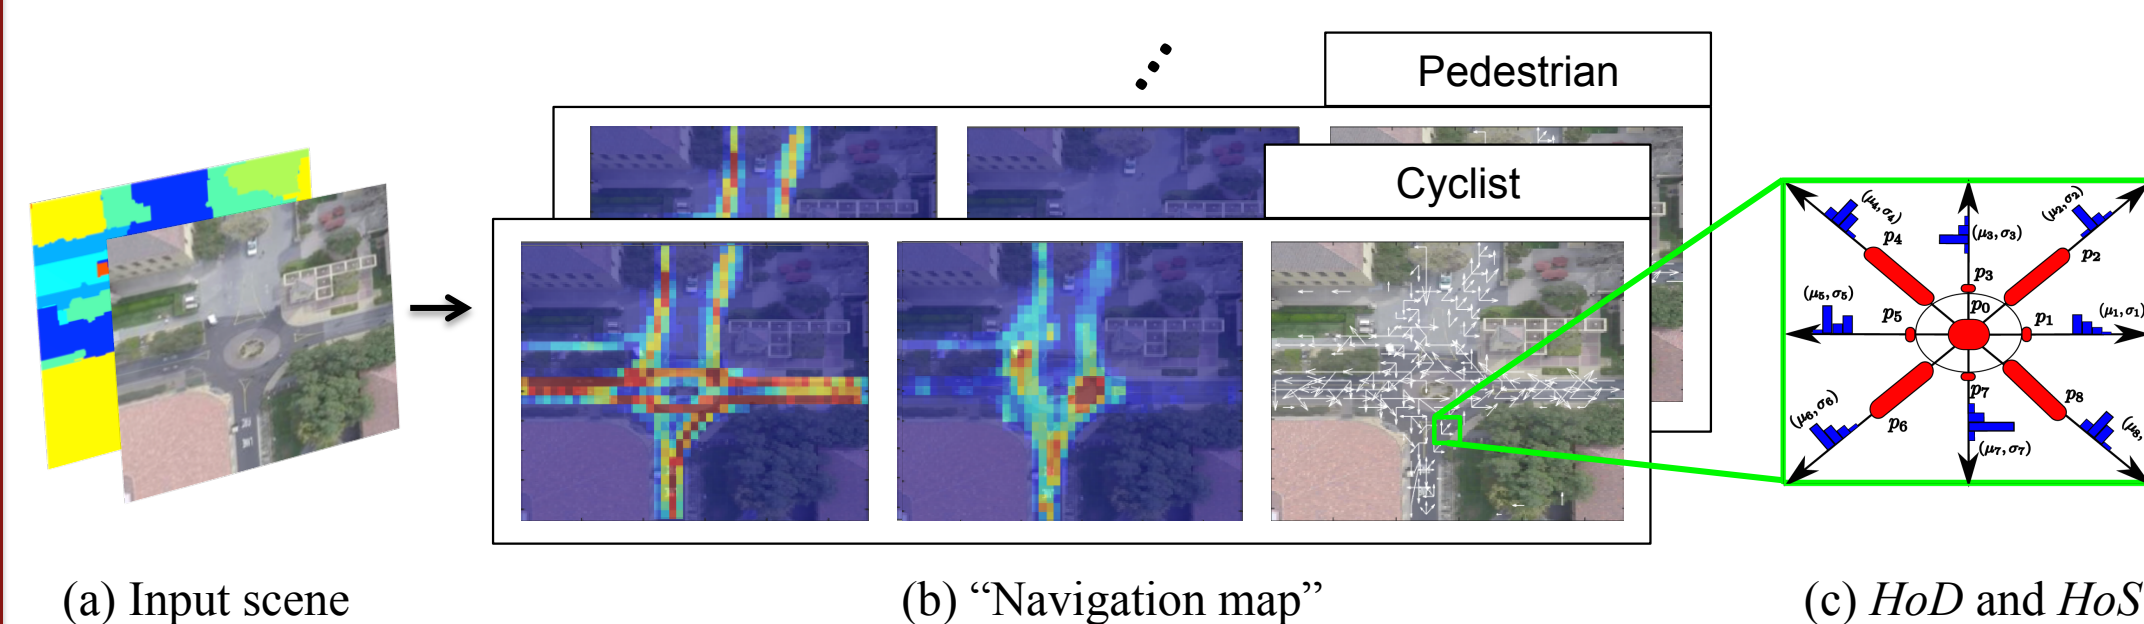 Pedestrian
Cyclist
(μ4, σ4)
(μ2, σ2)
p4
(μ3, σ3)
p2
p3
(μ5, σ5)
p0
(μ1, σ1)
p5
p1
p7
p8
(μ6, σ6)
p6
(μ7, σ7)
(μ8,
(a) Input scene
(b) “Navigation map”
(c) HoD and HoS